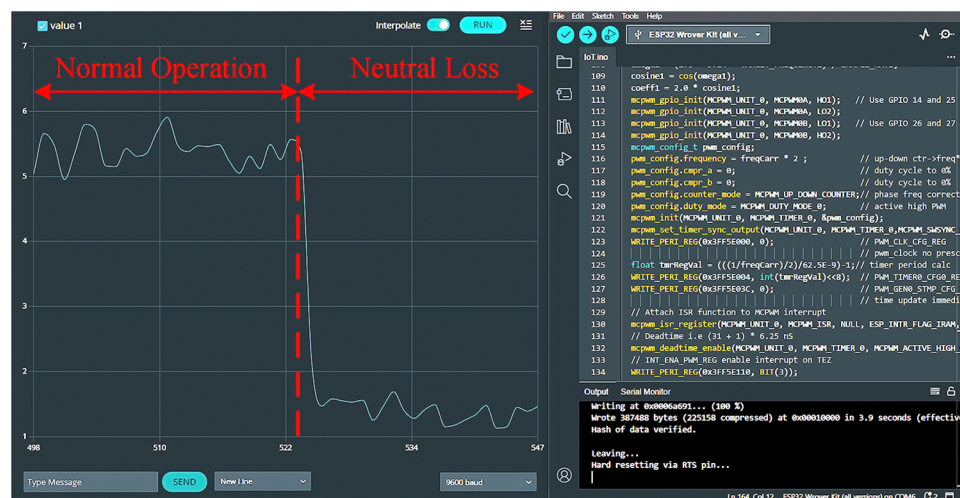 value 1
Interpolate
RUN
7
6
5
4
3
2
1
Normal Operation
Neutral Loss
498
510
522
534
547
Type Message
SEND
New Line
9600 baud
File Edit Sketch Tools Help
ESP32 Wrover Kit (all v...
IoT.ino
109
110 cosine1 = cos(omega1);
111 coeff1 = 2.0 * cosine1;
mcpwm_gpio_init(MCPWM_UNIT_0, MCPWM0A, HO1); // Use GPIO 14 and 25
112 mcpwm_gpio_init(MCPWM_UNIT_0, MCPWM0A, LO2);
113 mcpwm_gpio_init(MCPWM_UNIT_0, MCPWM0B, LO1); // Use GPIO 26 and 27
114 mcpwm_gpio_init(MCPWM_UNIT_0, MCPWM0B, HO2);
115 mcpwm_config_t pwm_config;
116 pwm_config.frequency = freqCarr * 2 ; // up-down ctr->freq*
117 pwm_config.cmpr_a = 0; // duty cycle to 0%
118 pwm_config.cmpr_b = 0; // duty cycle to 0%
119 pwm_config.counter_mode = MCPWM_UP_DOWN_COUNTER;// phase freq correct
120 pwm_config.duty_mode = MCPWM_DUTY_MODE_0; // active high PWM
121 mcpwm_init(MCPWM_UNIT_0, MCPWM_TIMER_0, &pwm_config);
122 mcpwm_set_timer_sync_output(MCPWM_UNIT_0, MCPWM_TIMER_0,MCPWM_SWSYNC_
123 WRITE_PERI_REG(0x3FF5E000, 0); // PWM_CLK_CFG_REG
124 // pwm_clock no presc
125 float tmrRegVal = (((1/freqCarr)/2)/62.5E-9)-1;// timer period calc
126 WRITE_PERI_REG(0x3FF5E004, int(tmrRegVal)<<8); // PWM_TIMER0_CFG0_RE
127 WRITE_PERI_REG(0x3FF5E03C, 0); // PWM_GEN0_STMP_CFG_
128 // time update immedi
129 // Attach ISR function to MCPWM interrupt
130 mcpwm_isr_register(MCPWM_UNIT_0, MCPWM_ISR, NULL, ESP_INTR_FLAG_IRAM,
131 // Deadtime i.e (31 + 1) * 6.25 nS
132 mcpwm_deadtime_enable(MCPWM_UNIT_0, MCPWM_TIMER_0, MCPWM_ACTIVE_HIGH_
133 // INT_ENA_PWM_REG enable interrupt on TEZ
134 WRITE_PERI_REG(0x3FF5E110, BIT(3));
Output Serial Monitor
Writing at 0x0006a691... (100 %)
Wrote 387488 bytes (225158 compressed) at 0x00010000 in 3.9 seconds (effectiv
Hash of data verified.
Leaving...
Hard resetting via RTS pin...
Ln 164, Col 12 ESP32 Wrover Kit (all versions) on COM6 2